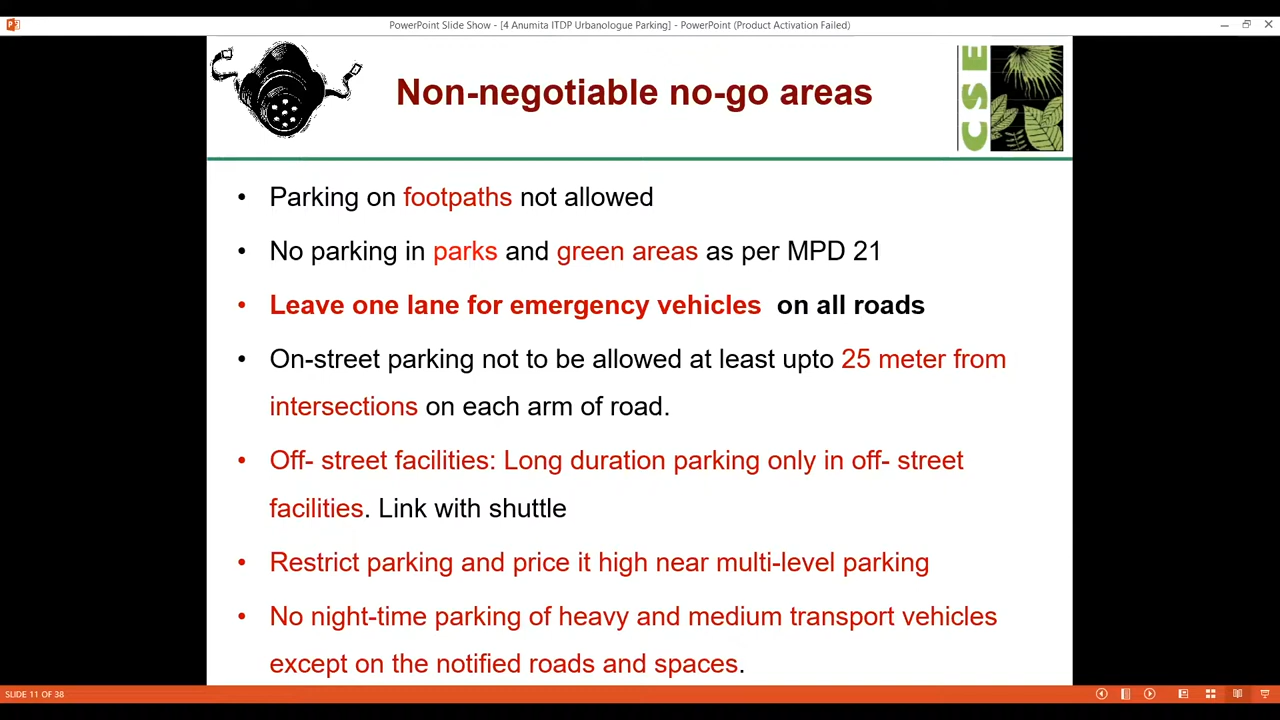 PowerPoint Slide Show - [4 Anumita ITDP Urbanologue Parking] - PowerPoint (Product Activation Failed)
Non-negotiable no-go areas
CSE
• Parking on footpaths not allowed
• No parking in parks and green areas as per MPD 21
• Leave one lane for emergency vehicles on all roads
• On-street parking not to be allowed at least upto 25 meter from
intersections on each arm of road.
• Off- street facilities: Long duration parking only in off- street
facilities. Link with shuttle
• Restrict parking and price it high near multi-level parking
• No night-time parking of heavy and medium transport vehicles
except on the notified roads and spaces.
SLIDE 11 OF 38